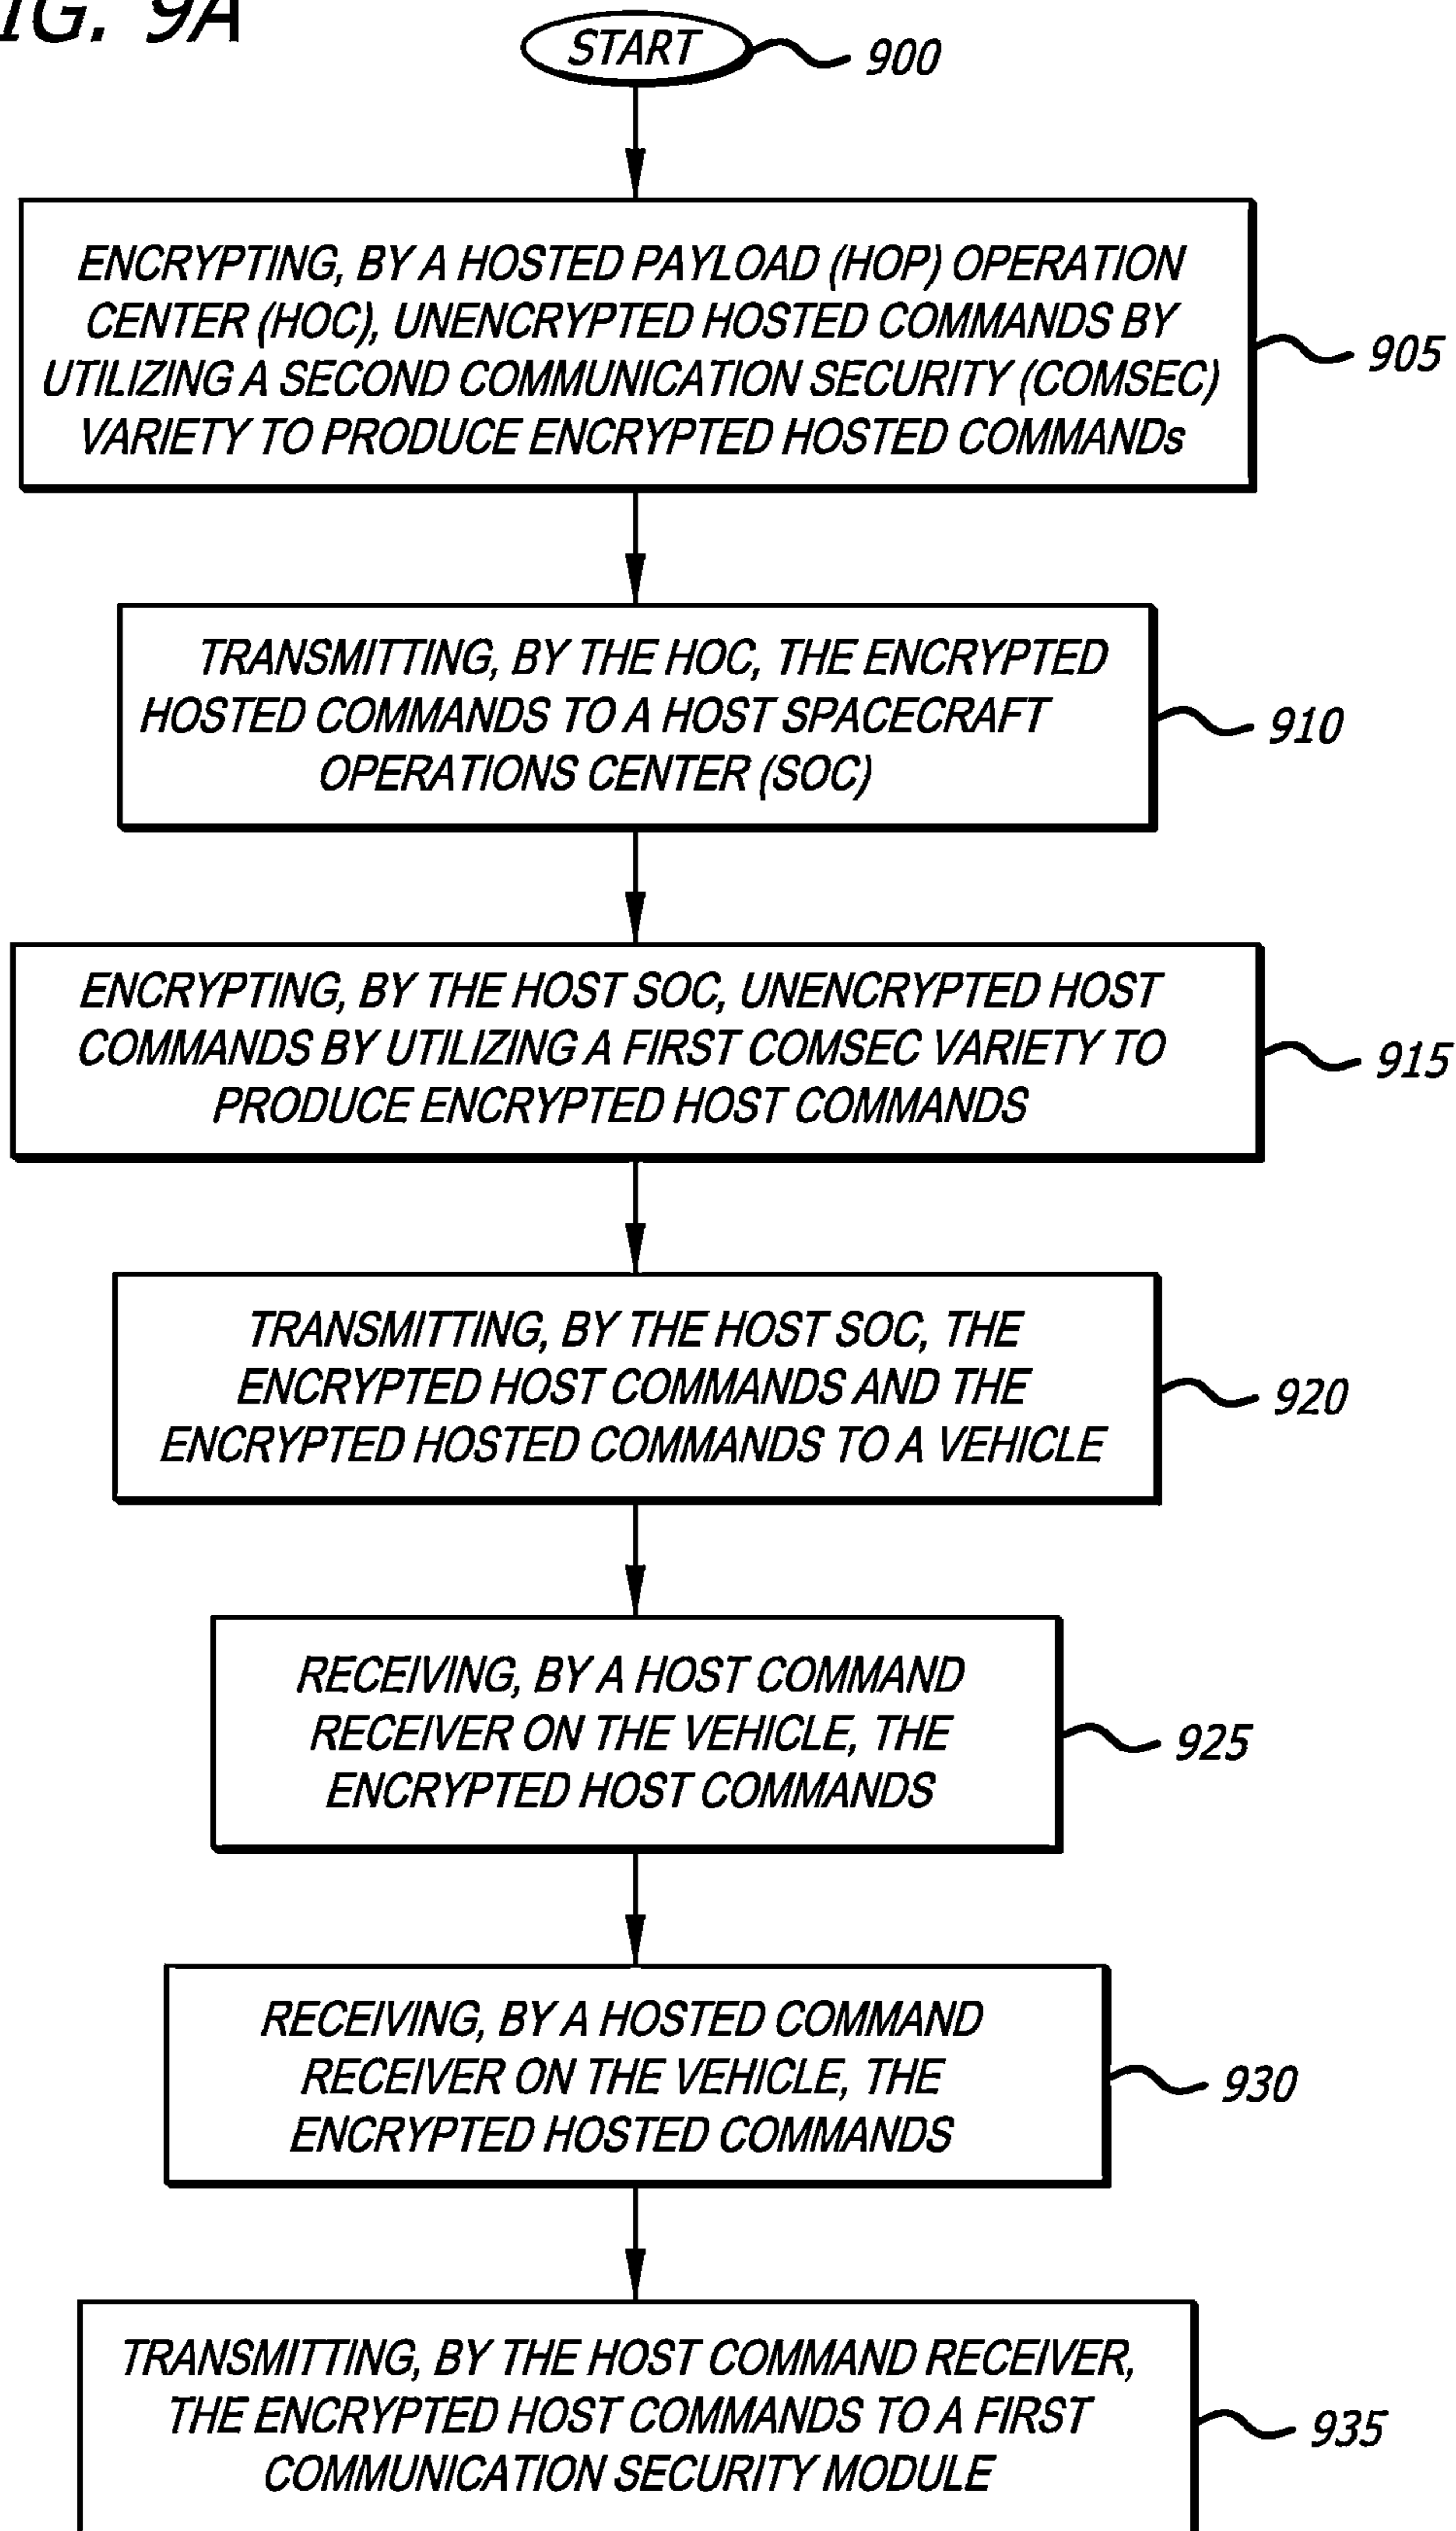 IG. 9A
START
900
ENCRYPTING, BY A HOSTED PAYLOAD (HOP) OPERATION
CENTER (HOC), UNENCRYPTED HOSTED COMMANDS BY
UTILIZING A SECOND COMMUNICATION SECURITY (COMSEC)
VARIETY TO PRODUCE ENCRYPTED HOSTED COMMANDs
905
TRANSMITTING, BY THE HOC, THE ENCRYPTED
HOSTED COMMANDS TO A HOST SPACECRAFT
OPERATIONS CENTER (SOC)
910
ENCRYPTING, BY THE HOST SOC, UNENCRYPTED HOST
COMMANDS BY UTILIZING A FIRST COMSEC VARIETY TO
PRODUCE ENCRYPTED HOST COMMANDS
915
TRANSMITTING, BY THE HOST SOC, THE
ENCRYPTED HOST COMMANDS AND THE
ENCRYPTED HOSTED COMMANDS TO A VEHICLE
920
RECEIVING, BY A HOST COMMAND
RECEIVER ON THE VEHICLE, THE
ENCRYPTED HOST COMMANDS
925
RECEIVING, BY A HOSTED COMMAND
RECEIVER ON THE VEHICLE, THE
ENCRYPTED HOSTED COMMANDS
930
TRANSMITTING, BY THE HOST COMMAND RECEIVER,
THE ENCRYPTED HOST COMMANDS TO A FIRST
COMMUNICATION SECURITY MODULE
935